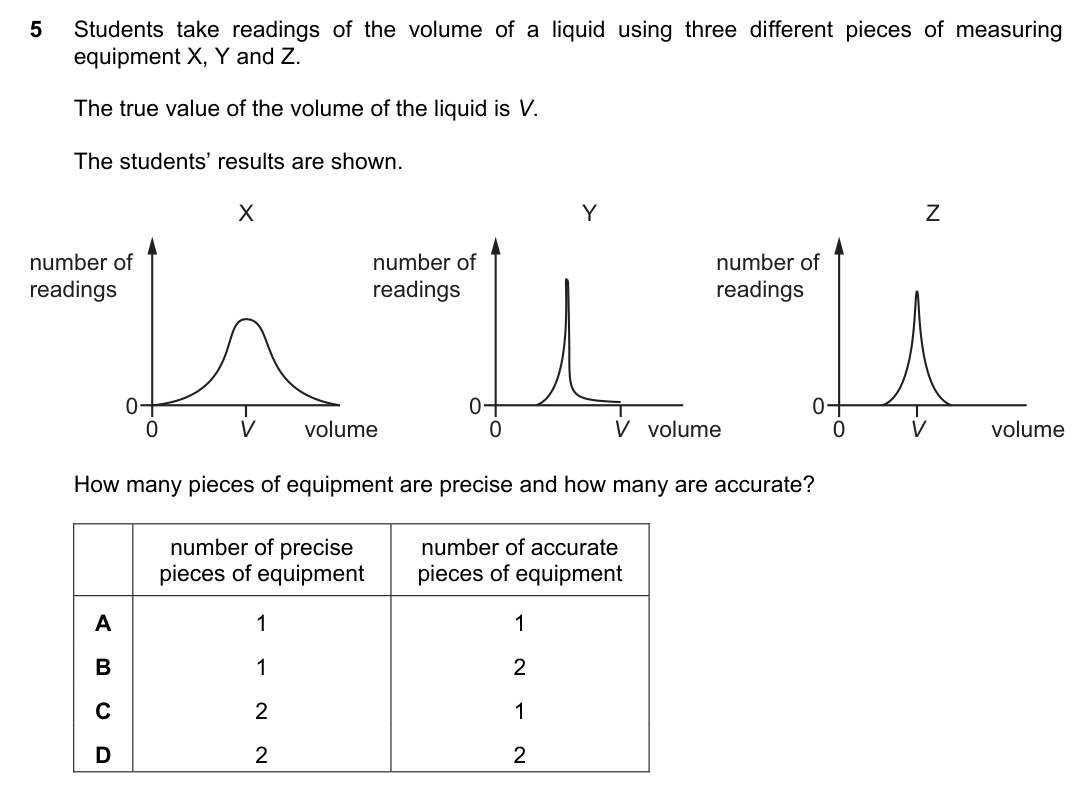 5 Students take readings of the volume of a liquid using three different pieces of measuring
equipment X, Y and Z.
The true value of the volume of the liquid is V.
The students' results are shown.
X
number of
readings
0
0 V volume
Y
number of
readings
0
0 V volume
Z
number of
readings
0
0 V volume
How many pieces of equipment are precise and how many are accurate?
number of precise
pieces of equipment
number of accurate
pieces of equipment
A 1 1
B 1 2
C 2 1
D 2 2